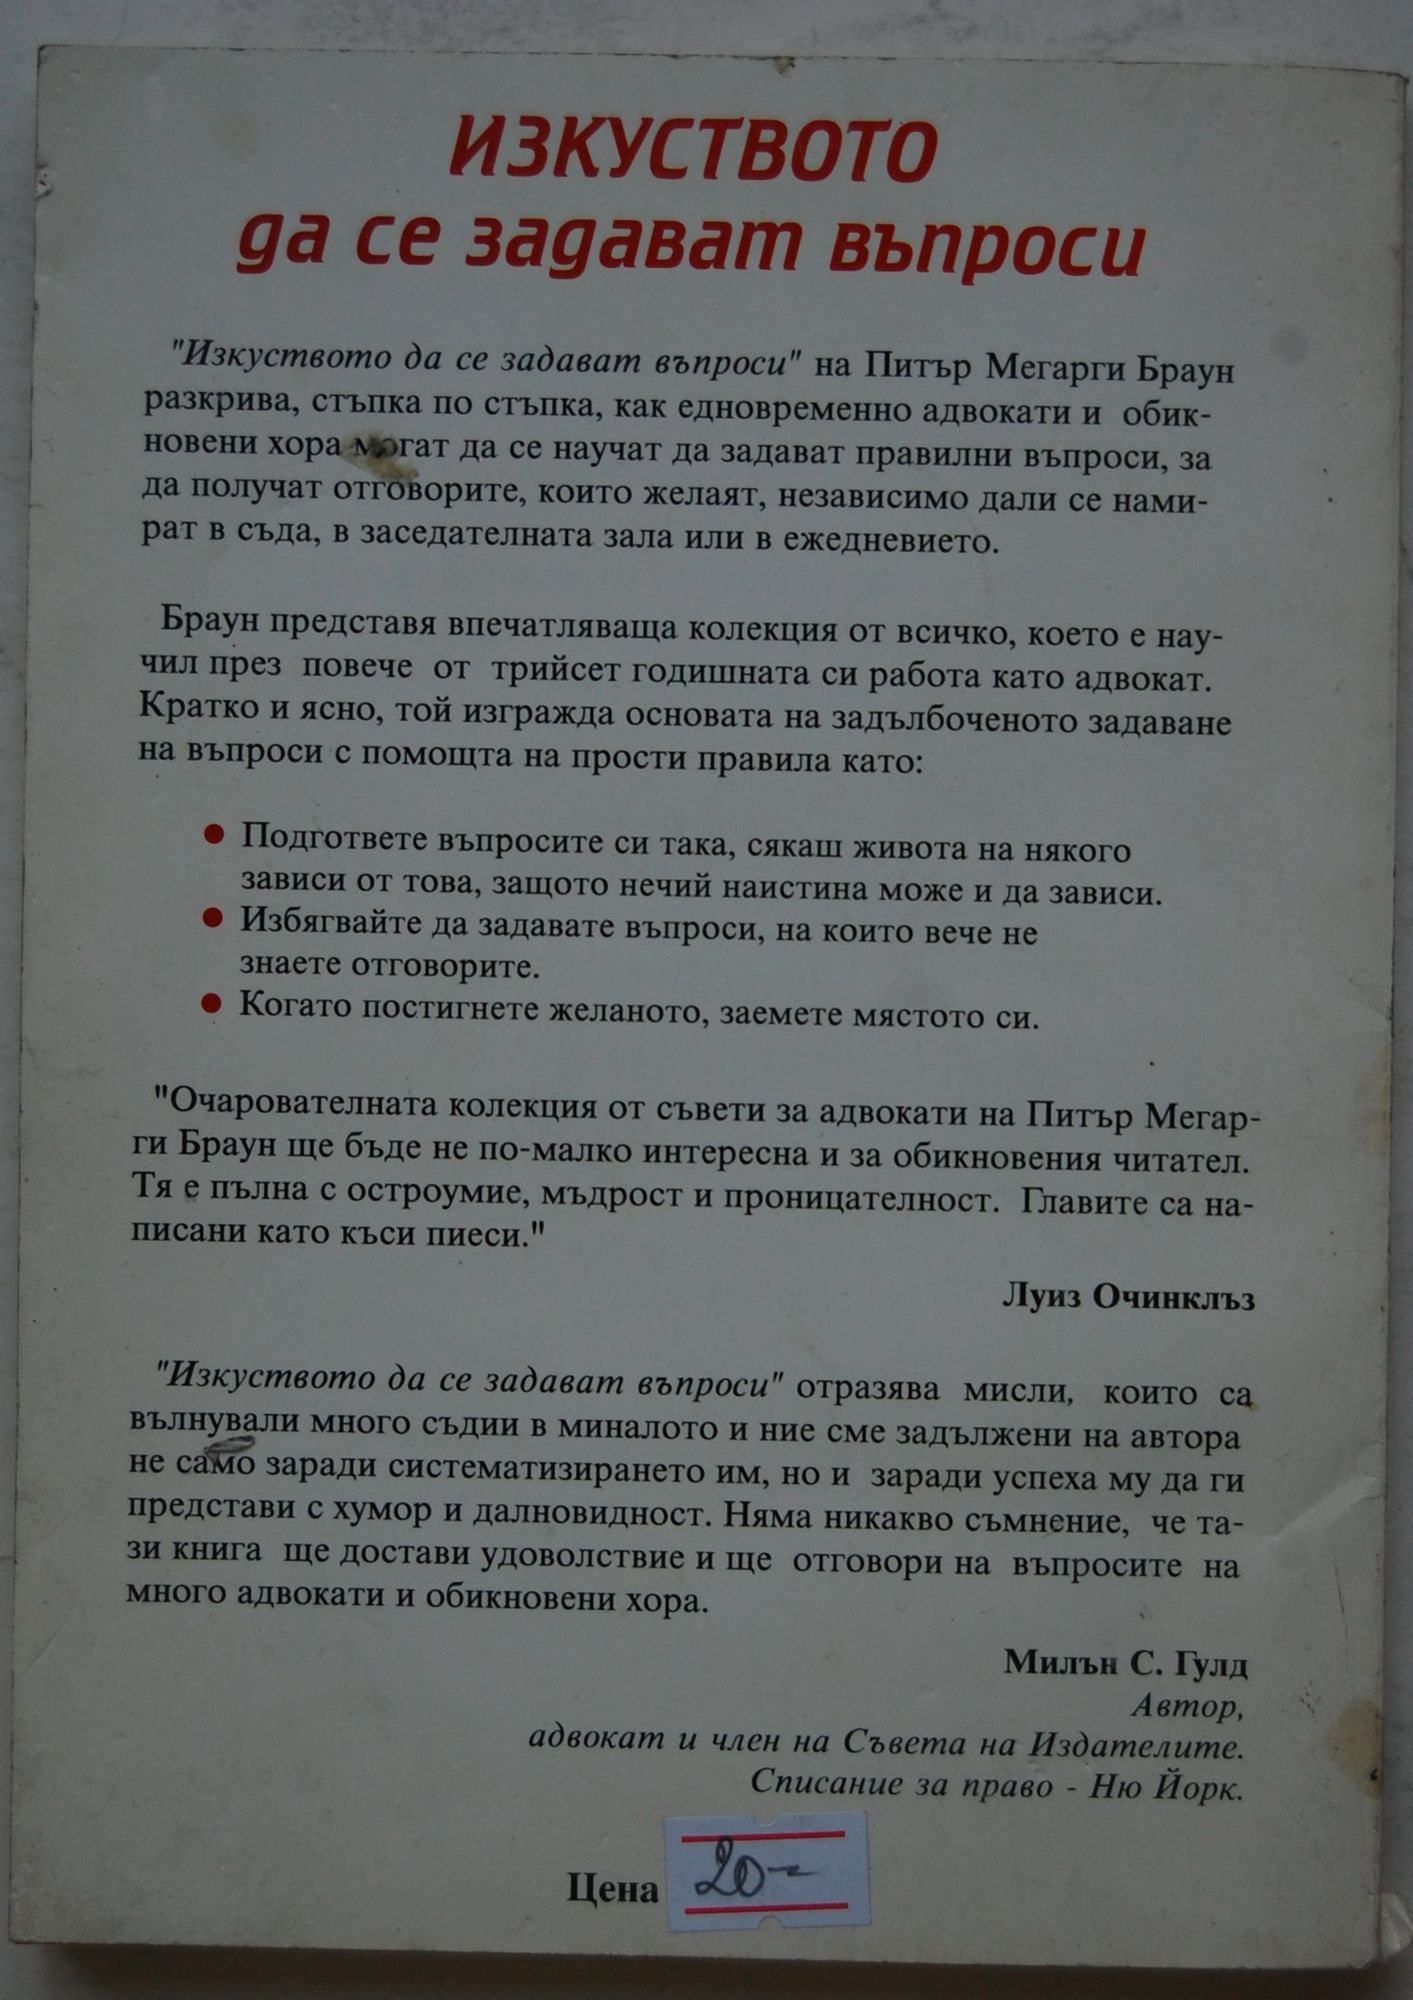 ИЗКУСТВОТО
да се задават въпроси
"Изкуството да се задават въпроси" на Питър Мегарги Браун
разкрива, стъпка по стъпка, как едновременно адвокати и обик-
новени хора могат да се научат да задават правилни въпроси, за
да получат отговорите, които желаят, независимо дали се нами-
рат в съда, в заседателната зала или в ежедневието.
Браун представя впечатляваща колекция от всичко, което е нау-
чил през повече от трийсет годишната си работа като адвокат.
Кратко и ясно, той изгражда основата на задълбоченото задаване
на въпроси с помощта на прости правила като:
● Подгответе въпросите си така, сякаш живота на някого
зависи от това, защото нечий наистина може и да зависи.
● Избягвайте да задавате въпроси, на които вече не
знаете отговорите.
● Когато постигнете желаното, заемете мястото си.
"Очарователната колекция от съвети за адвокати на Питър Мегар-
ги Браун ще бъде не по-малко интересна и за обикновения читател.
Тя е пълна с остроумие, мъдрост и проницателност. Главите са на-
писани като къси пиеси."
Луиз Очинклъз
"Изкуството да се задават въпроси" отразява мисли, които са
вълнували много съдии в миналото и ние сме задължени на автора
не само заради систематизирането им, но и заради успеха му да ги
представи с хумор и далновидност. Няма никакво съмнение, че та-
зи книга ще достави удоволствие и ще отговори на въпросите на
много адвокати и обикновени хора.
Милън С. Гулд
Автор,
адвокат и член на Съвета на Издателите.
Списание за право - Ню Йорк.
Цена 20-